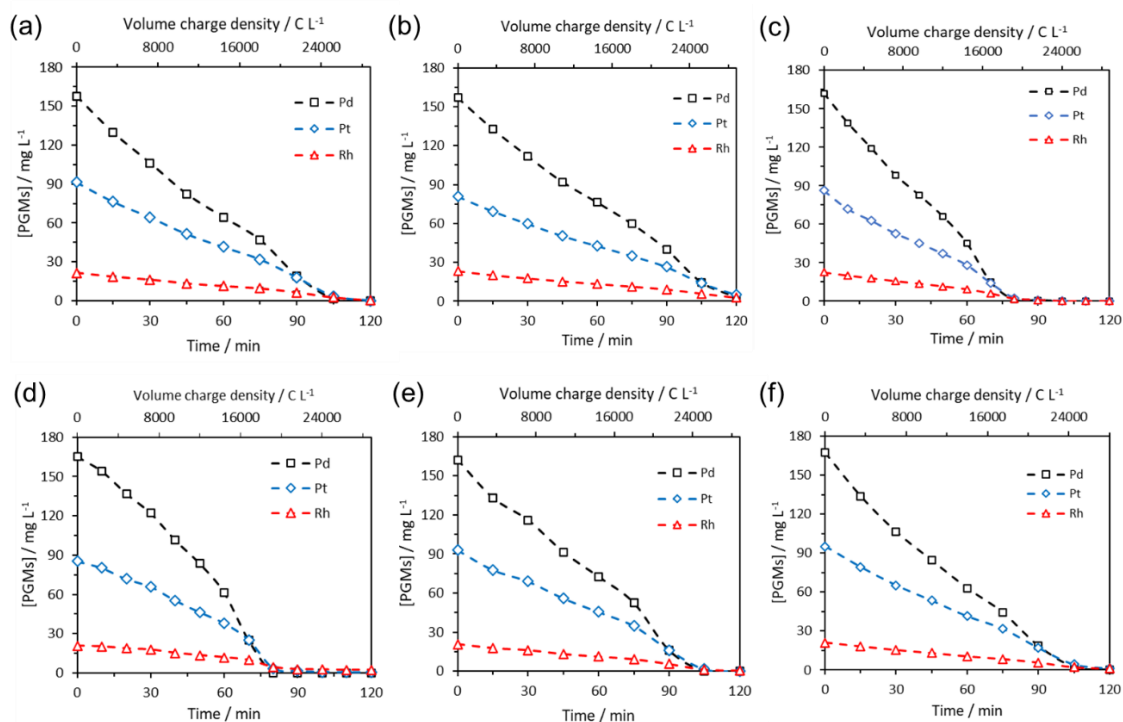 (a)
Volume charge density / C L⁻¹
0 8000 16000 24000
180
150
120
90
60
30
0
Pd
Pt
Rh
[PGMs] / mg L⁻¹
0 30 60 90 120
Time / min
(b)
Volume charge density / C L⁻¹
0 8000 16000 24000
180
150
120
90
60
30
0
Pd
Pt
Rh
[PGMs] / mg L⁻¹
0 30 60 90 120
Time / min
(c)
Volume charge density / C L⁻¹
0 8000 16000 24000
180
150
120
90
60
30
0
Pd
Pt
Rh
[PGMs] / mg L⁻¹
0 30 60 90 120
Time / min
(d)
Volume charge density / C L⁻¹
0 8000 16000 24000
180
150
120
90
60
30
0
Pd
Pt
Rh
[PGMs] / mg L⁻¹
0 30 60 90 120
Time / min
(e)
Volume charge density / C L⁻¹
0 8000 16000 24000
180
150
120
90
60
30
0
Pd
Pt
Rh
[PGMs] / mg L⁻¹
0 30 60 90 120
Time / min
(f)
Volume charge density / C L⁻¹
0 8000 16000 24000
180
150
120
90
60
30
0
Pd
Pt
Rh
[PGMs] / mg L⁻¹
0 30 60 90 120
Time / min